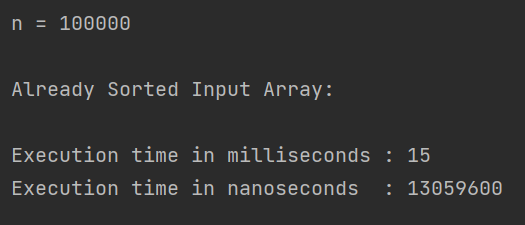 n = 100000
Already Sorted Input Array:
Execution time in milliseconds : 15
Execution time in nanoseconds  : 13059600